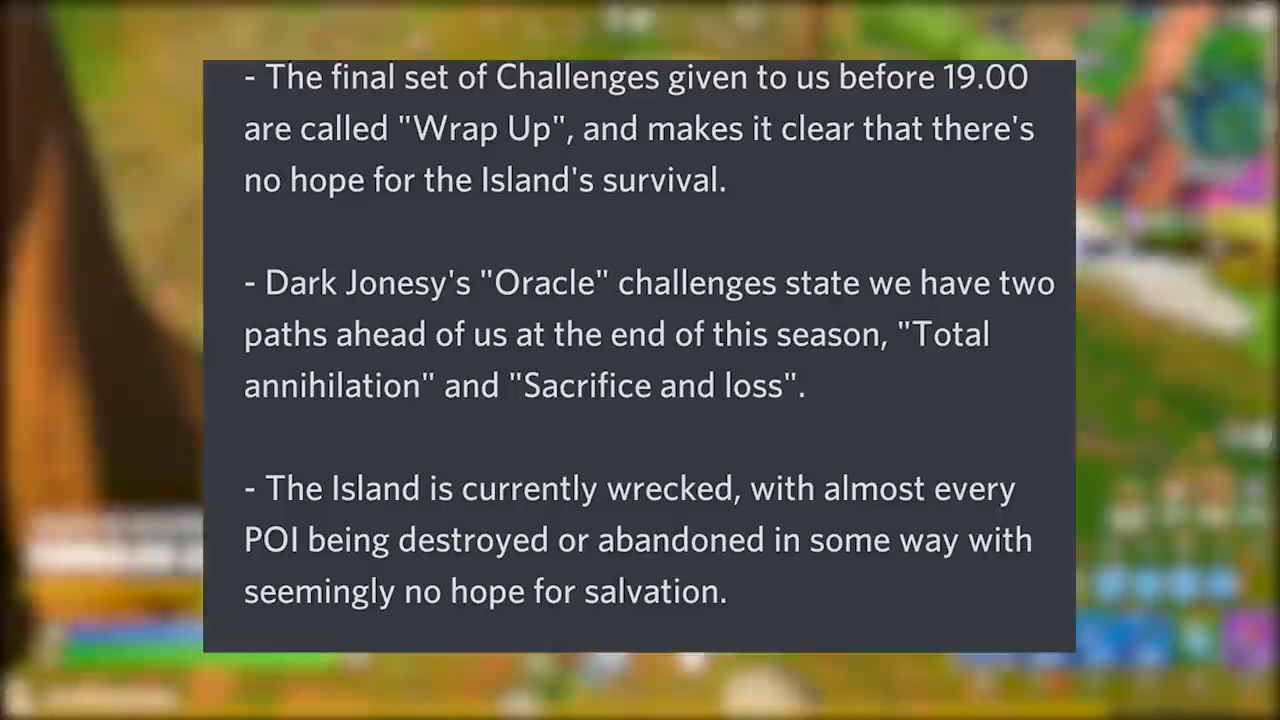 - The final set of Challenges given to us before 19.00
are called "Wrap Up", and makes it clear that there's
no hope for the Island's survival.
- Dark Jonesy's "Oracle" challenges state we have two
paths ahead of us at the end of this season, "Total
annihilation" and "Sacrifice and loss".
- The Island is currently wrecked, with almost every
POI being destroyed or abandoned in some way with
seemingly no hope for salvation.